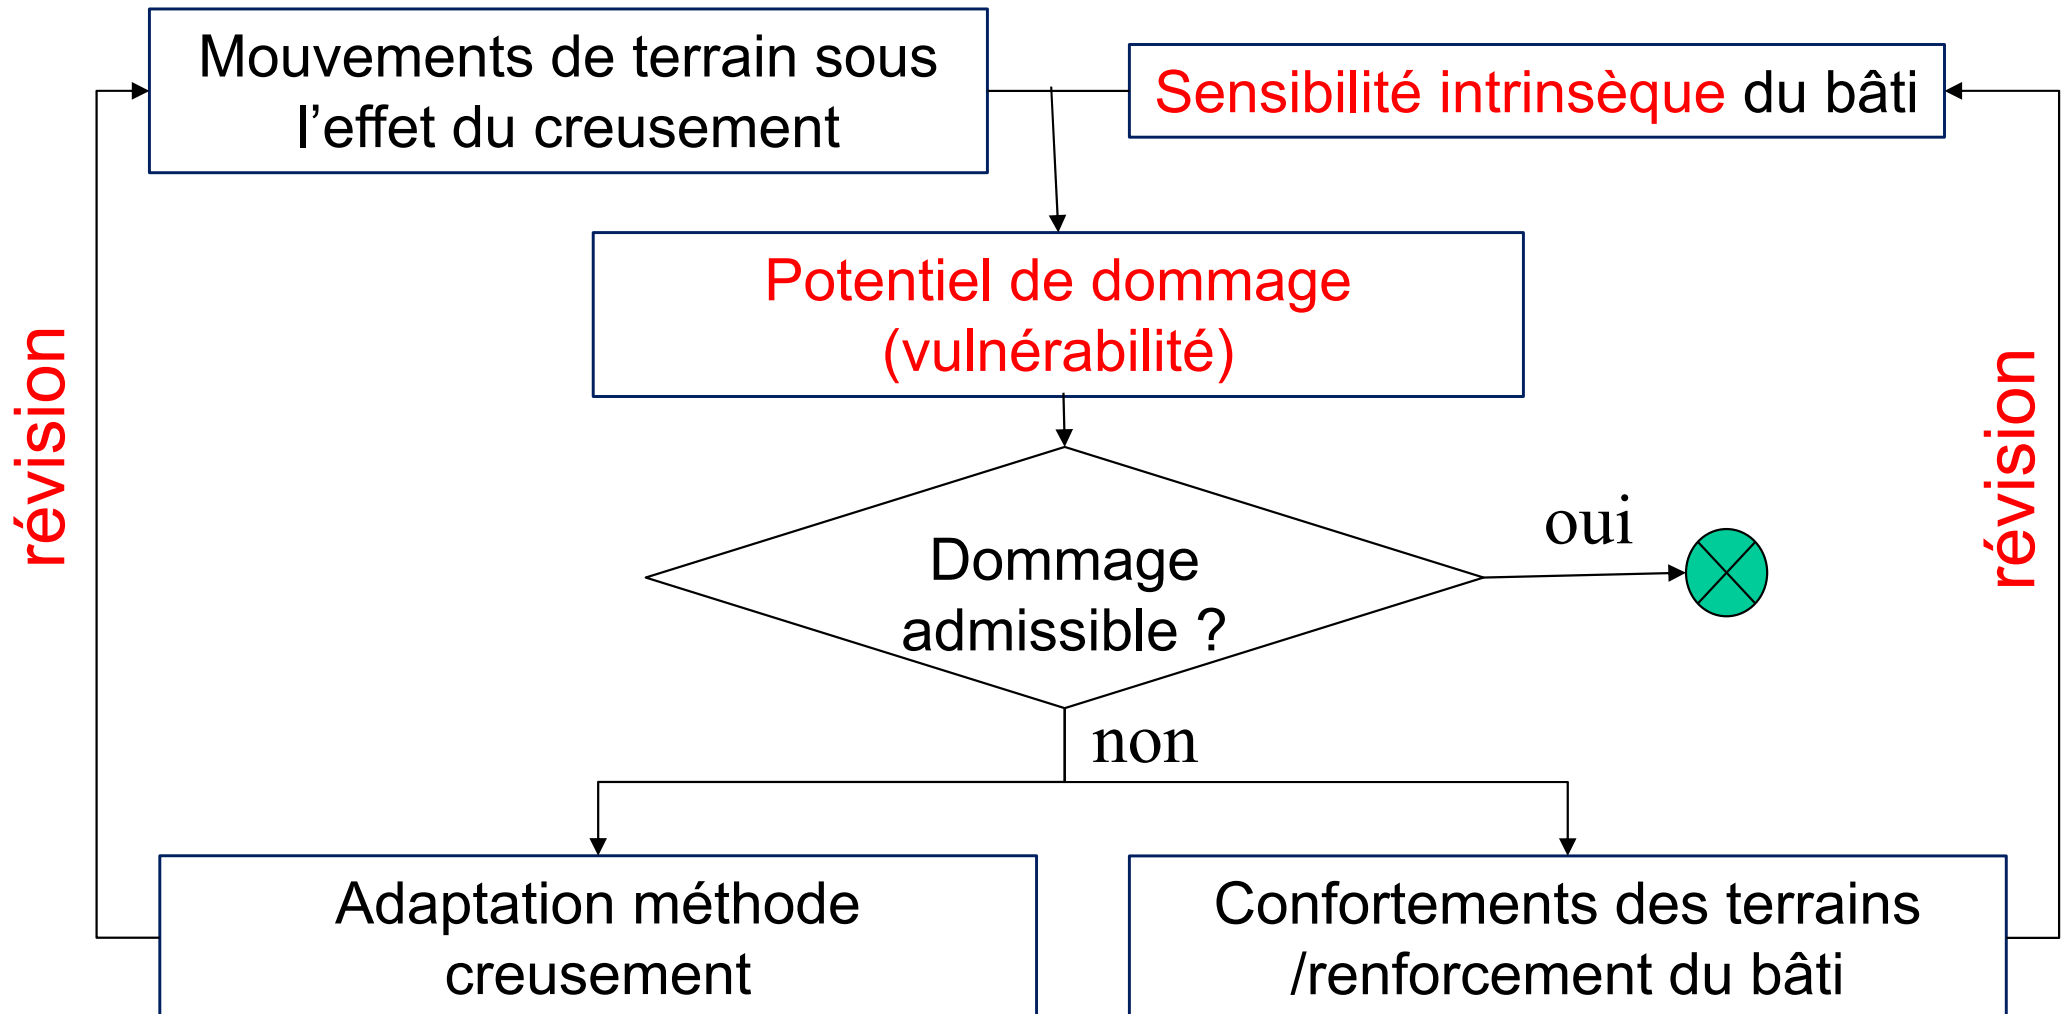 Mouvements de terrain sous
l’effet du creusement
Sensibilité intrinsèque du bâti
Potentiel de dommage
(vulnérabilité)
révision
révision
Dommage
admissible ?
oui
non
Adaptation méthode
creusement
Confortements des terrains
/renforcement du bâti